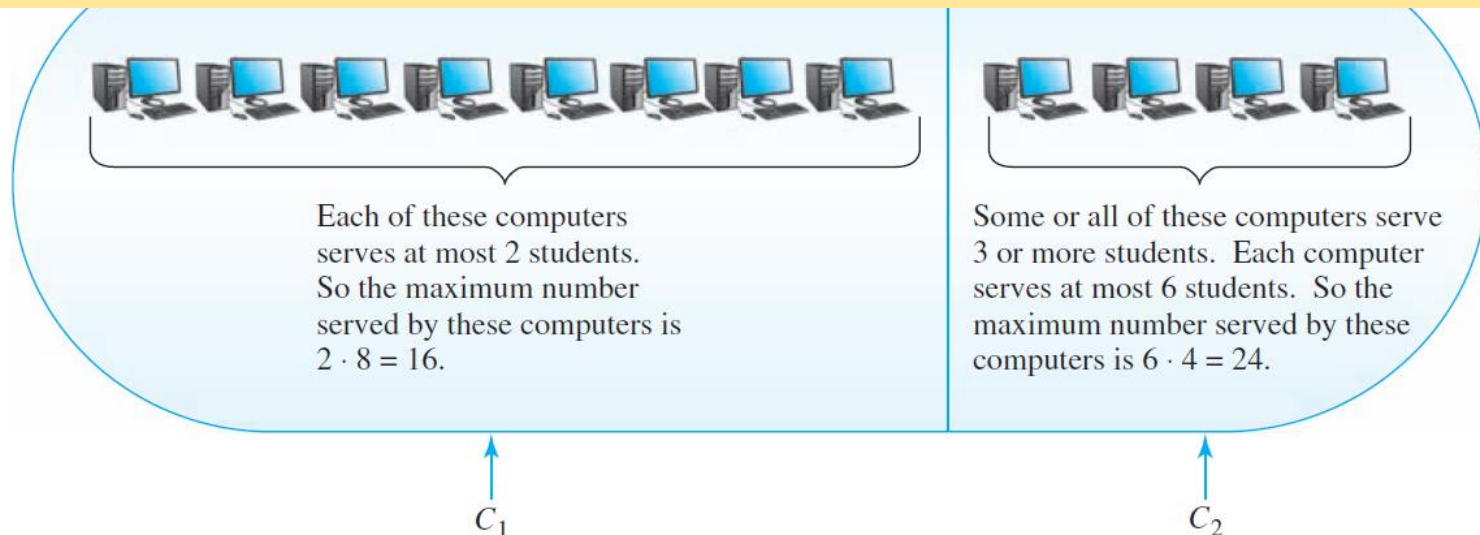 Each of these computers
serves at most 2 students.
So the maximum number
served by these computers is
2 · 8 = 16.
Some or all of these computers serve
3 or more students. Each computer
serves at most 6 students. So the
maximum number served by these
computers is 6 · 4 = 24.
C₁
C₂